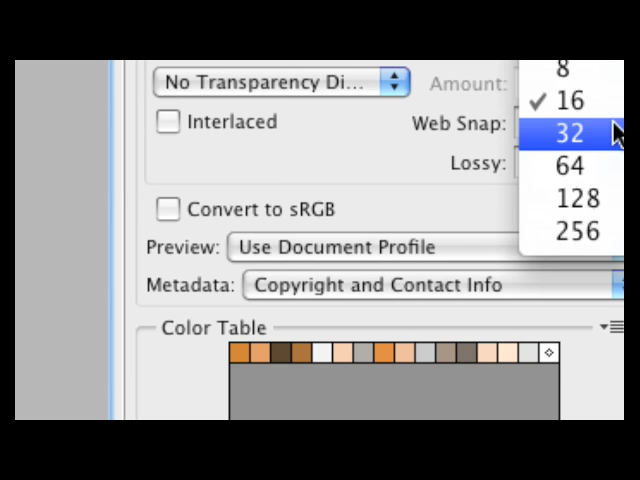 8
No Transparency Di... Amount:
16
Interlaced Web Snap:
32
Lossy:
64
128
Convert to sRGB
256
Preview: Use Document Profile
Metadata: Copyright and Contact Info
Color Table